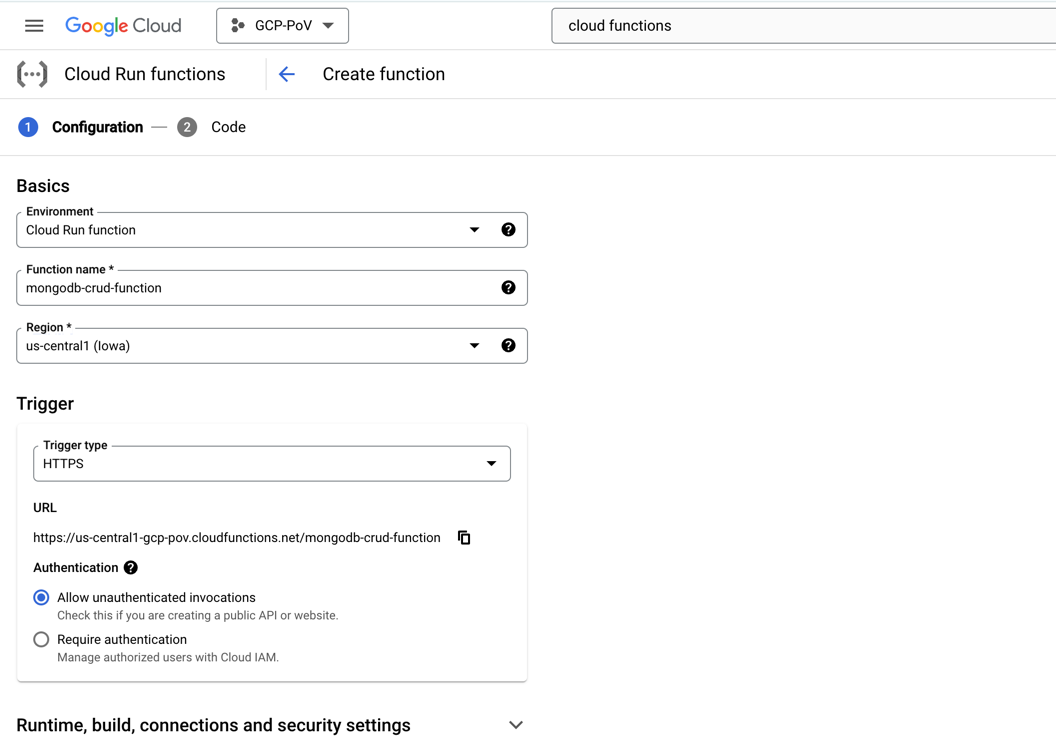 Google Cloud
GCP-PoV
cloud functions
Cloud Run functions
Create function
1 Configuration
2 Code
Basics
Environment
Cloud Run function
Function name *
mongodb-crud-function
Region *
us-central1 (Iowa)
Trigger
Trigger type
HTTPS
URL
https://us-central1-gcp-pov.cloudfunctions.net/mongodb-crud-function
Authentication
Allow unauthenticated invocations
Check this if you are creating a public API or website.
Require authentication
Manage authorized users with Cloud IAM.
Runtime, build, connections and security settings